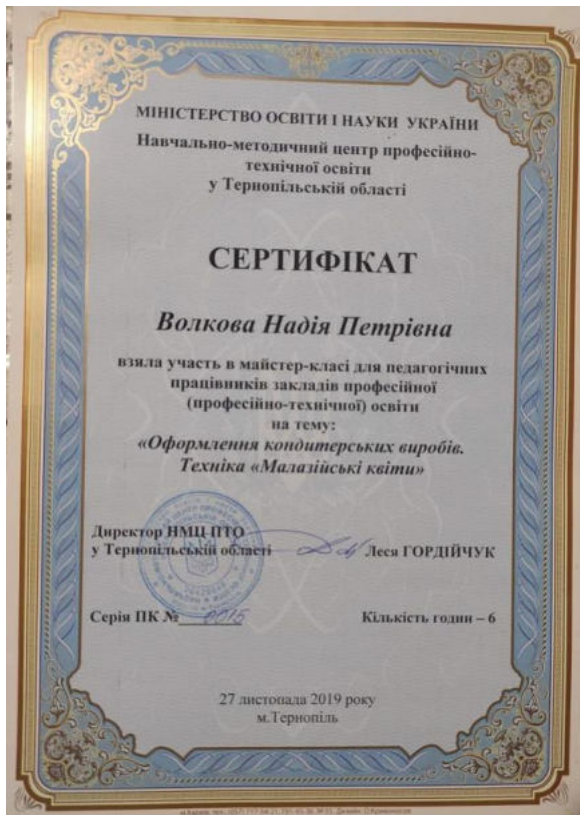 МІНІСТЕРСТВО ОСВІТИ І НАУКИ УКРАЇНИ
Навчально-методичний центр професійно-
технічної освіти
у Тернопільській області
СЕРТИФІКАТ
Волкова Надія Петрівна
взяла участь в майстер-класі для педагогічних
працівників закладів професійної
(професійно-технічної) освіти
на тему:
«Оформлення кондитерських виробів.
Техніка «Малазійські квіти»
Директор НМЦ ПТО
у Тернопільській області Леся ГОРДІЙЧУК
Серія ПК № 0015 Кількість годин – 6
27 листопада 2019 року
м.Тернопіль